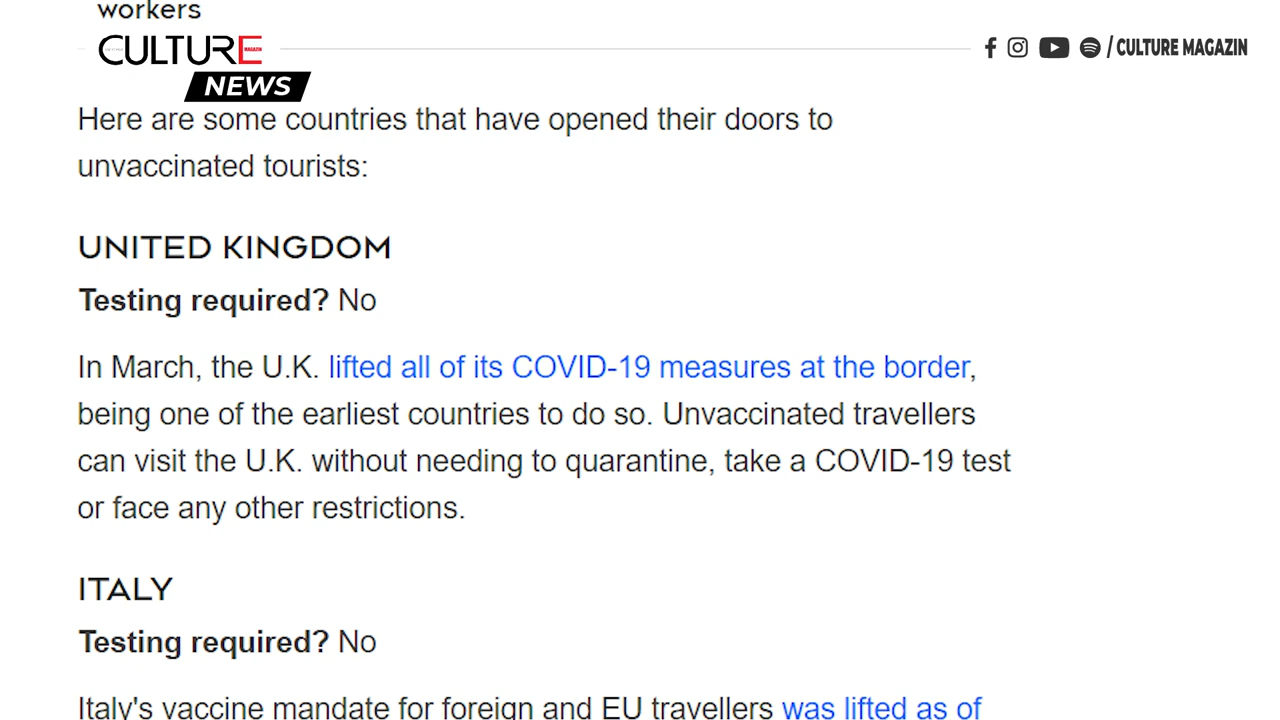 workers
CULTURE
MAGAZIN
NEWS
/ CULTURE MAGAZIN
Here are some countries that have opened their doors to
unvaccinated tourists:
UNITED KINGDOM
Testing required? No
In March, the U.K. lifted all of its COVID-19 measures at the border,
being one of the earliest countries to do so. Unvaccinated travellers
can visit the U.K. without needing to quarantine, take a COVID-19 test
or face any other restrictions.
ITALY
Testing required? No
Italy's vaccine mandate for foreign and EU travellers was lifted as of